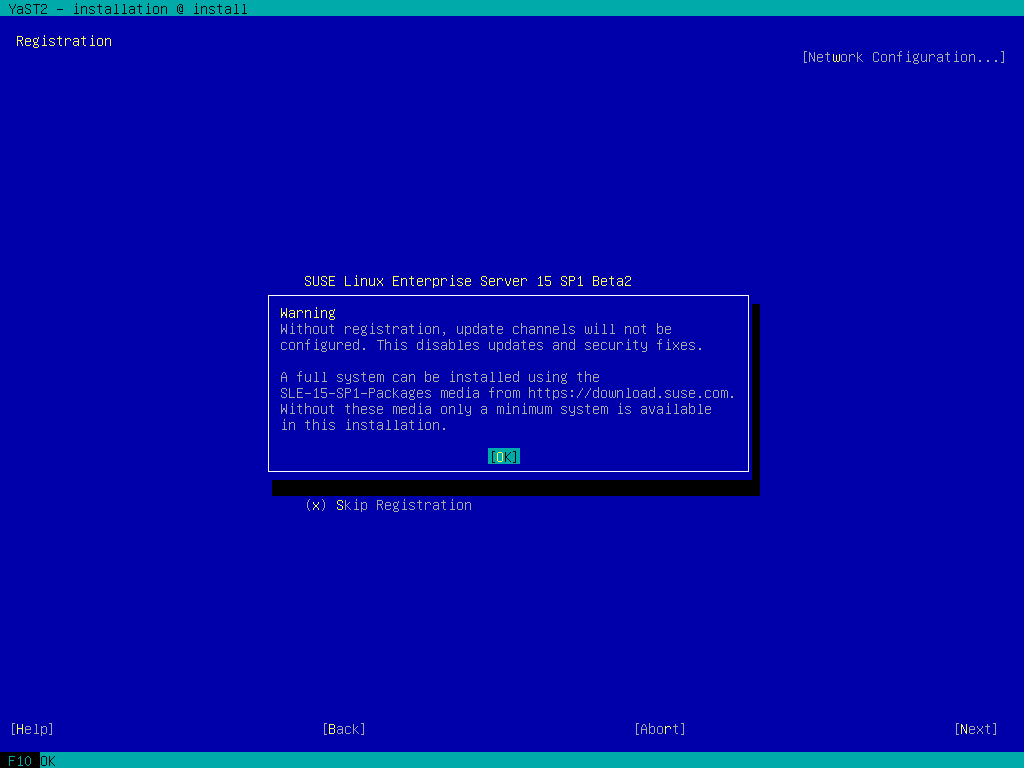 YaST2 - installation @ install
Registration
[Network Configuration...]
SUSE Linux Enterprise Server 15 SP1 Beta2
Warning
Without registration, update channels will not be
configured. This disables updates and security fixes.
A full system can be installed using the
SLE-15-SP1-Packages media from https://download.suse.com.
Without these media only a minimum system is available
in this installation.
[OK]
(x) Skip Registration
[Help] [Back] [Abort] [Next]
F10 OK